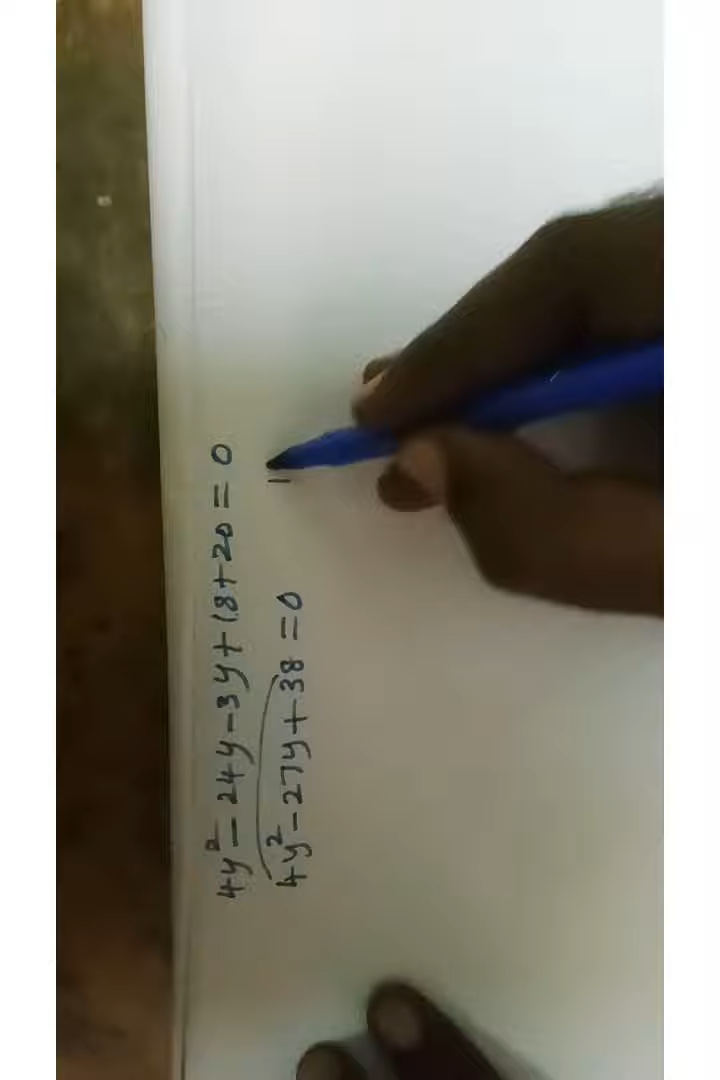 4y² - 24y - 3y + 18 + 20 = 0
4y² - 27y + 38 = 0